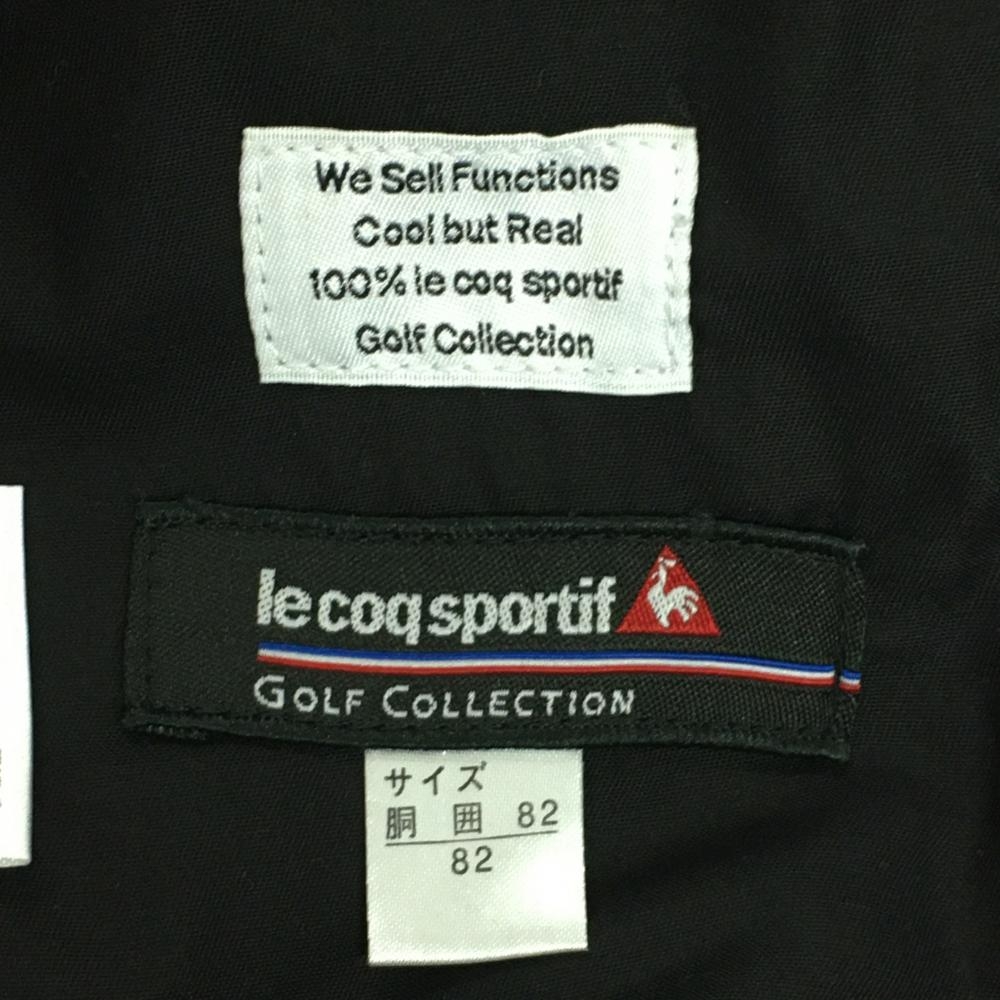 We Sell Functions
Cool but Real
100% le coq sportif
Golf Collection
le coq sportif
GOLF COLLECTION
サイズ
胴 囲 82
82